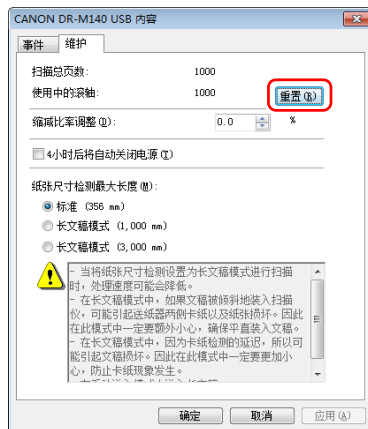 CANON DR-M140 USB 内容
事件 维护
扫描总页数: 1000
使用中的滚轴: 1000 重置(R)
缩减比率调整(D): 0.0 %
4小时后将自动关闭电源(T)
纸张尺寸检测最大长度(M):
标准 (356 mm)
长文稿模式 (1,000 mm)
长文稿模式 (3,000 mm)
- 当将纸张尺寸检测设置为长文稿模式进行扫描
时，处理速度可能会降低。
- 在长文稿模式中，如果文稿被倾斜地装入扫描
仪，可能引起送纸器两侧卡纸以及纸张损坏。因此
在此模式中一定要额外小心，确保平直装入文稿。
- 在长文稿模式中，因为卡纸检测的延迟，所以可
能引起文稿损坏。因此在此模式中一定要更加小
心，防止卡纸现象发生。
确定 取消 应用(A)